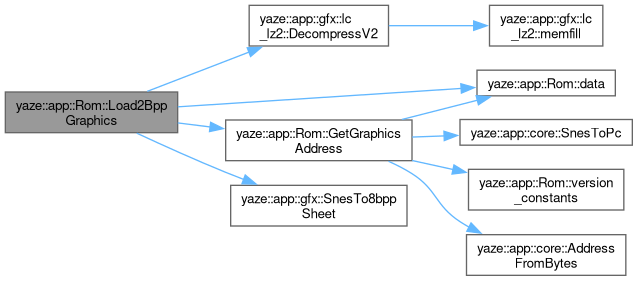 yaze::app::Rom::Load2Bpp
Graphics
yaze::app::gfx::lc
_lz2::DecompressV2
yaze::app::gfx::lc
_lz2::memfill
yaze::app::Rom::data
yaze::app::Rom::GetGraphics
Address
yaze::app::core::SnesToPc
yaze::app::Rom::version
_constants
yaze::app::core::Address
FromBytes
yaze::app::gfx::SnesTo8bpp
Sheet